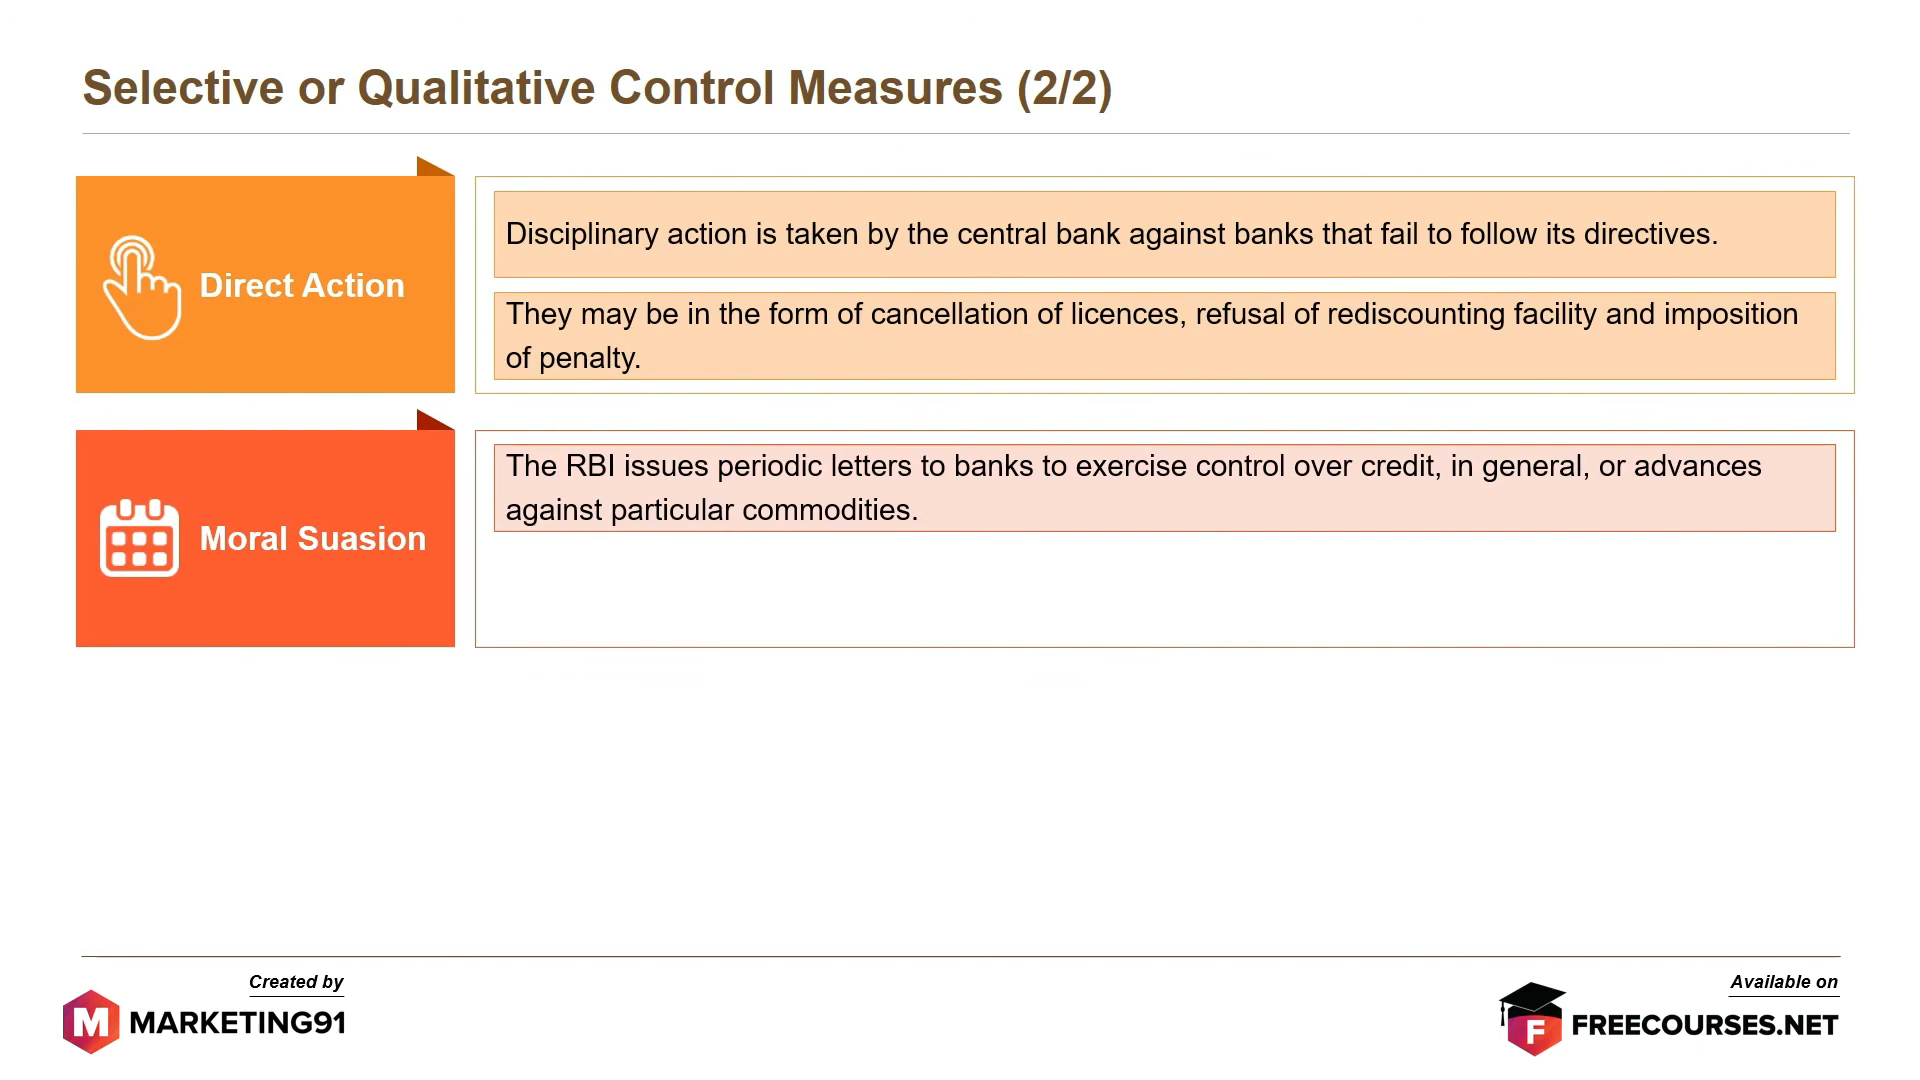 Selective or Qualitative Control Measures (2/2)
Direct Action
Disciplinary action is taken by the central bank against banks that fail to follow its directives.
They may be in the form of cancellation of licences, refusal of rediscounting facility and imposition
of penalty.
Moral Suasion
The RBI issues periodic letters to banks to exercise control over credit, in general, or advances
against particular commodities.
Created by
M MARKETING91
Available on
F FREECOURSES.NET